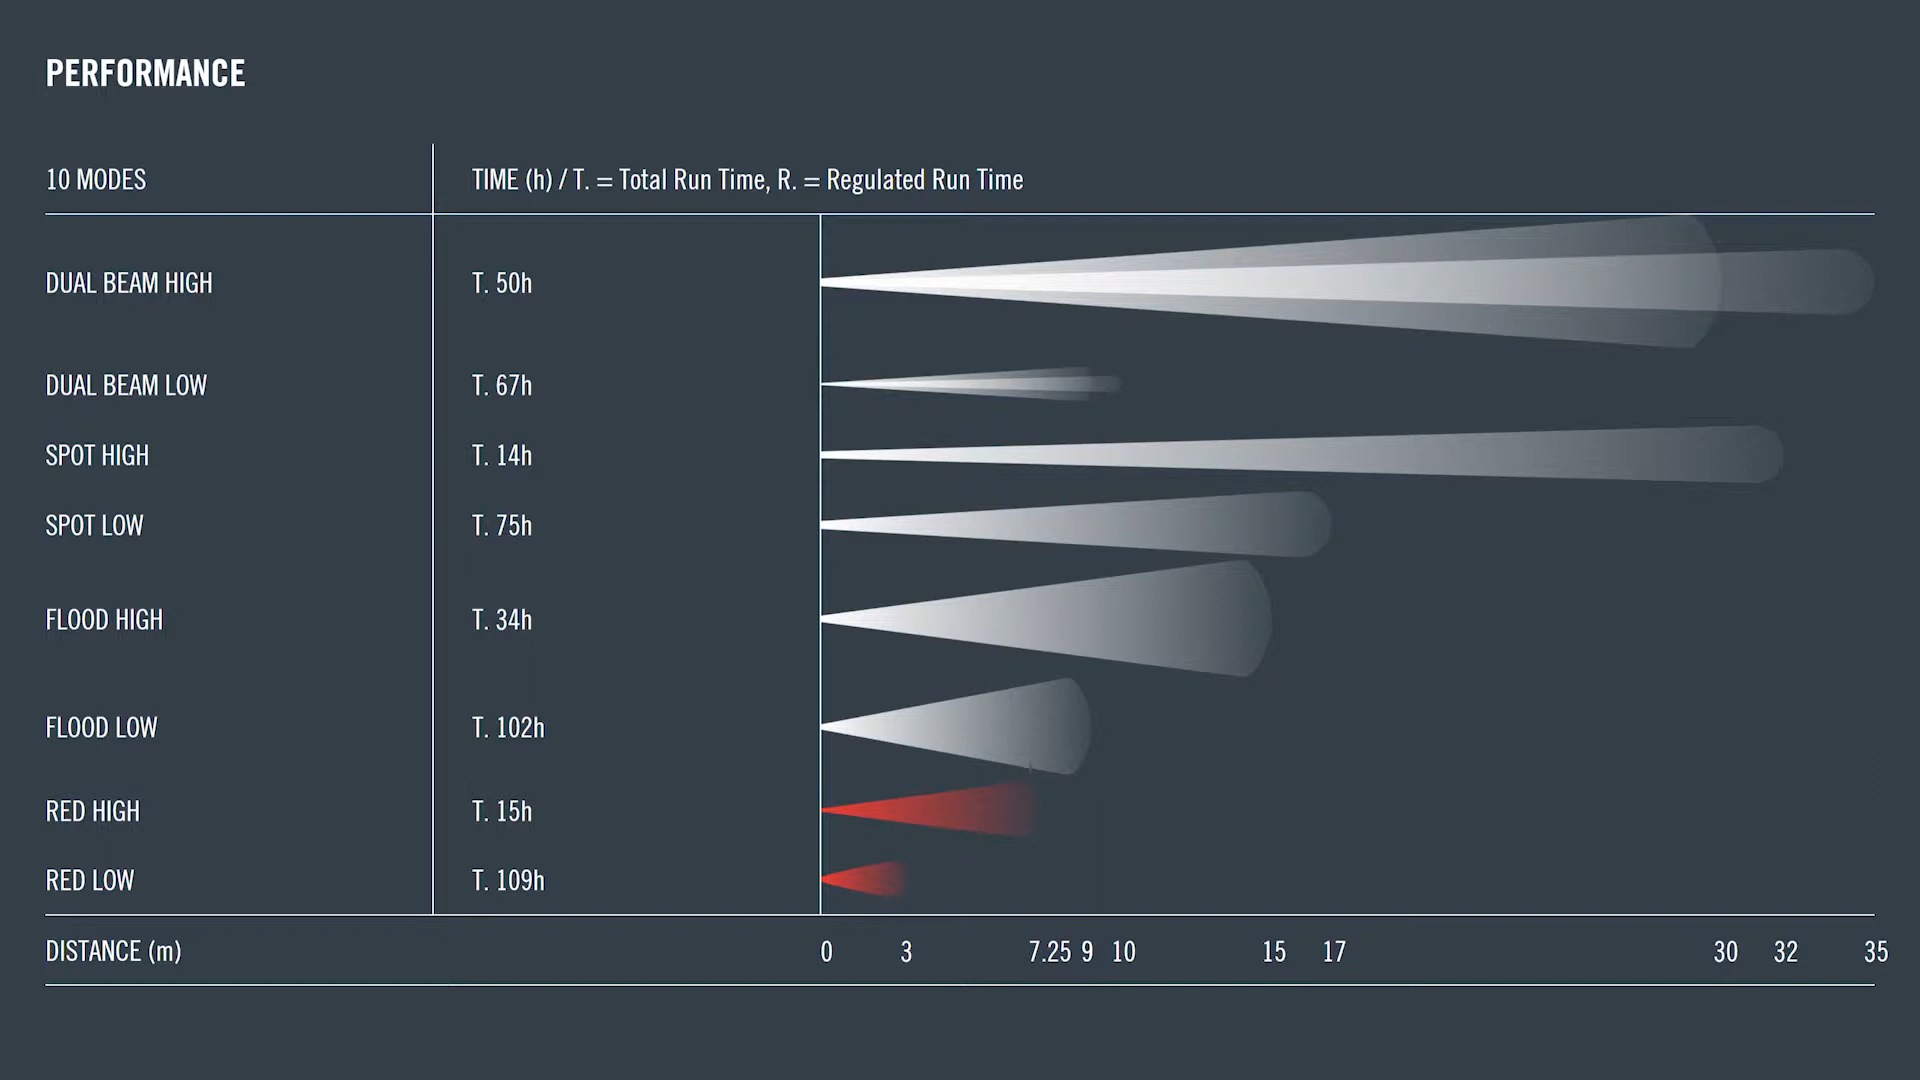 PERFORMANCE
10 MODES
TIME (h) / T. = Total Run Time, R. = Regulated Run Time
DUAL BEAM HIGH
T. 50h
DUAL BEAM LOW
T. 67h
SPOT HIGH
T. 14h
SPOT LOW
T. 75h
FLOOD HIGH
T. 34h
FLOOD LOW
T. 102h
RED HIGH
T. 15h
RED LOW
T. 109h
DISTANCE (m)
0 3 7.25 9 10 15 17 30 32 35